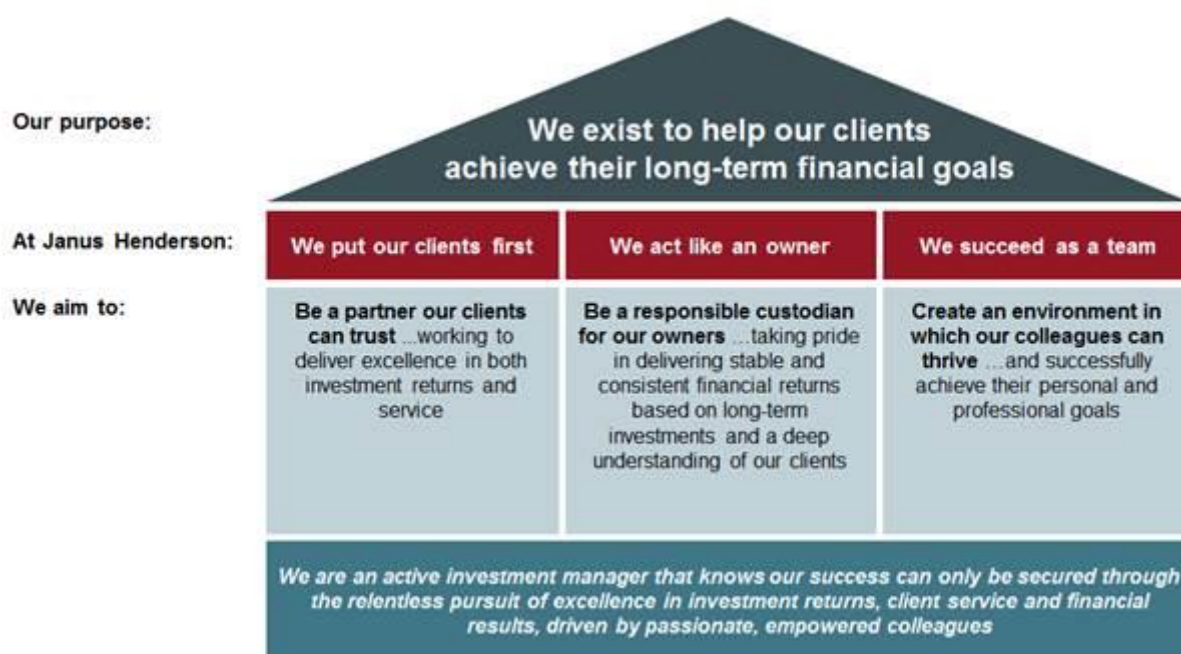 Our purpose:
We exist to help our clients
achieve their long-term financial goals
At Janus Henderson:
We put our clients first
We act like an owner
We succeed as a team
We aim to:
Be a partner our clients
can trust ...working to
deliver excellence in both
investment returns and
service
Be a responsible custodian
for our owners ...taking pride
in delivering stable and
consistent financial returns
based on long-term
investments and a deep
understanding of our clients
Create an environment in
which our colleagues can
thrive ...and successfully
achieve their personal and
professional goals
We are an active investment manager that knows our success can only be secured through
the relentless pursuit of excellence in investment returns, client service and financial
results, driven by passionate, empowered colleagues